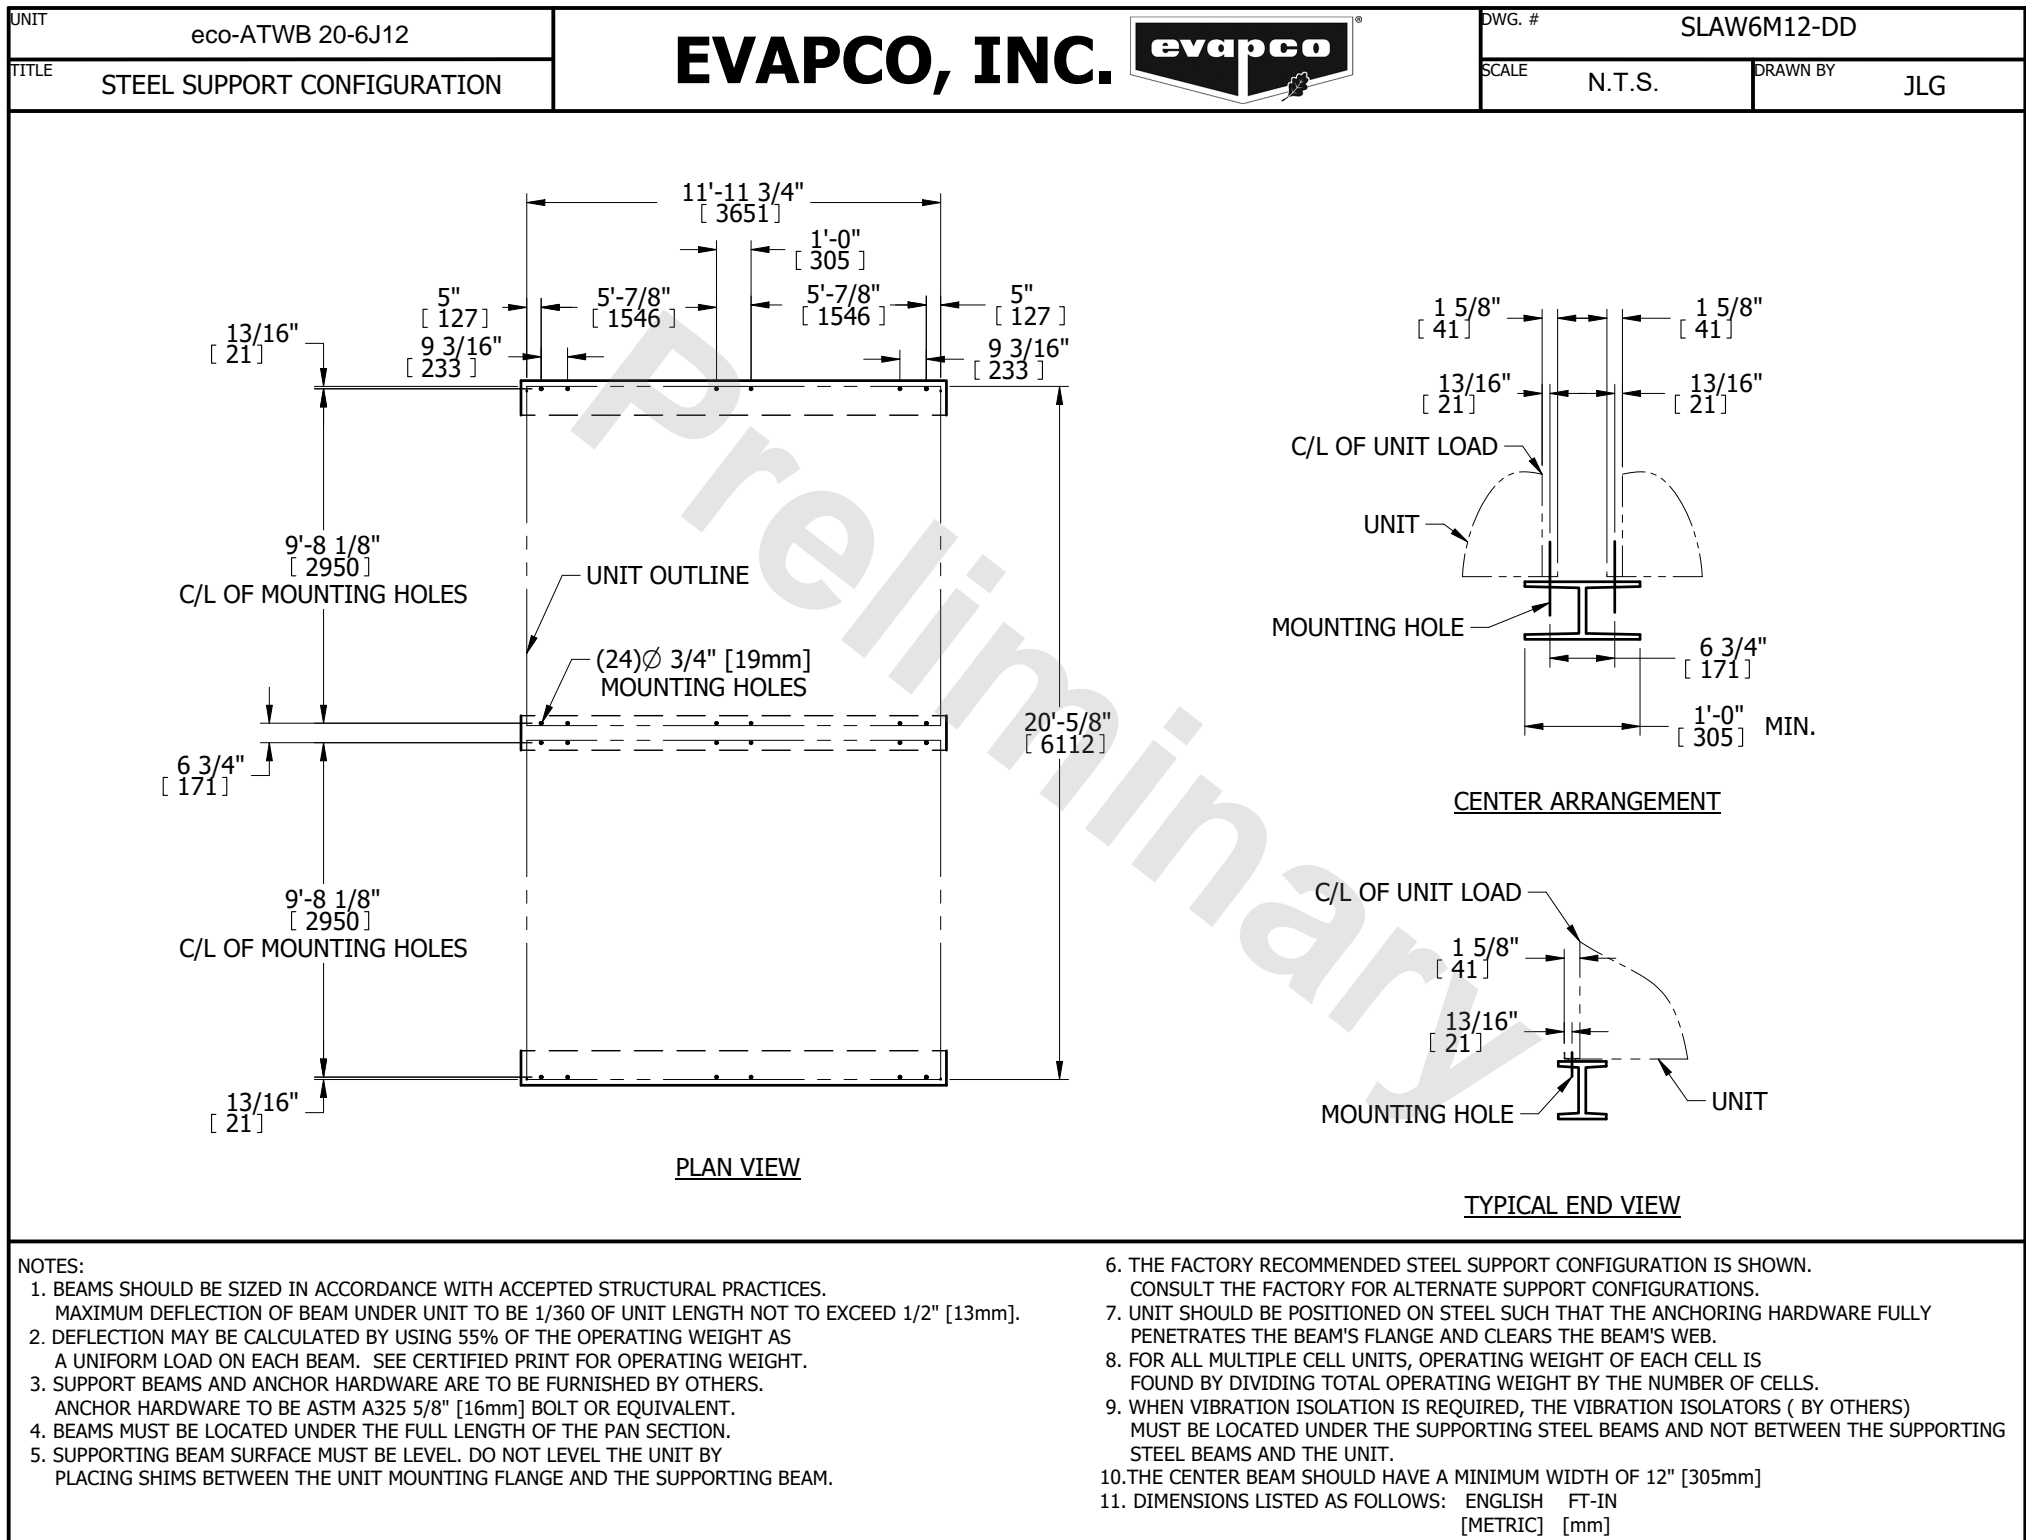 UNIT
eco-ATWB 20-6J12
TITLE
STEEL SUPPORT CONFIGURATION
EVAPCO, INC.
evapco
®
DWG. #
SLAW6M12-DD
SCALE
N.T.S.
DRAWN BY
JLG
11'-11 3/4"
[ 3651 ]
1'-0"
[ 305 ]
5"
[ 127 ]
5'-7/8"
[ 1546 ]
5'-7/8"
[ 1546 ]
5"
[ 127 ]
13/16"
[ 21 ]
9 3/16"
[ 233 ]
9 3/16"
[ 233 ]
9'-8 1/8"
[ 2950 ]
C/L OF MOUNTING HOLES
UNIT OUTLINE
(24)Ø 3/4" [19mm]
MOUNTING HOLES
6 3/4"
[ 171 ]
20'-5/8"
[ 6112 ]
9'-8 1/8"
[ 2950 ]
C/L OF MOUNTING HOLES
13/16"
[ 21 ]
PLAN VIEW
Preliminary
1 5/8"
[ 41 ]
1 5/8"
[ 41 ]
13/16"
[ 21 ]
13/16"
[ 21 ]
C/L OF UNIT LOAD
UNIT
MOUNTING HOLE
6 3/4"
[ 171 ]
1'-0"
[ 305 ]
MIN.
CENTER ARRANGEMENT
C/L OF UNIT LOAD
1 5/8"
[ 41 ]
13/16"
[ 21 ]
MOUNTING HOLE
UNIT
TYPICAL END VIEW
NOTES:
1. BEAMS SHOULD BE SIZED IN ACCORDANCE WITH ACCEPTED STRUCTURAL PRACTICES.
MAXIMUM DEFLECTION OF BEAM UNDER UNIT TO BE 1/360 OF UNIT LENGTH NOT TO EXCEED 1/2" [13mm].
2. DEFLECTION MAY BE CALCULATED BY USING 55% OF THE OPERATING WEIGHT AS
A UNIFORM LOAD ON EACH BEAM. SEE CERTIFIED PRINT FOR OPERATING WEIGHT.
3. SUPPORT BEAMS AND ANCHOR HARDWARE ARE TO BE FURNISHED BY OTHERS.
ANCHOR HARDWARE TO BE ASTM A325 5/8" [16mm] BOLT OR EQUIVALENT.
4. BEAMS MUST BE LOCATED UNDER THE FULL LENGTH OF THE PAN SECTION.
5. SUPPORTING BEAM SURFACE MUST BE LEVEL. DO NOT LEVEL THE UNIT BY
PLACING SHIMS BETWEEN THE UNIT MOUNTING FLANGE AND THE SUPPORTING BEAM.
6. THE FACTORY RECOMMENDED STEEL SUPPORT CONFIGURATION IS SHOWN.
CONSULT THE FACTORY FOR ALTERNATE SUPPORT CONFIGURATIONS.
7. UNIT SHOULD BE POSITIONED ON STEEL SUCH THAT THE ANCHORING HARDWARE FULLY
PENETRATES THE BEAM'S FLANGE AND CLEARS THE BEAM'S WEB.
8. FOR ALL MULTIPLE CELL UNITS, OPERATING WEIGHT OF EACH CELL IS
FOUND BY DIVIDING TOTAL OPERATING WEIGHT BY THE NUMBER OF CELLS.
9. WHEN VIBRATION ISOLATION IS REQUIRED, THE VIBRATION ISOLATORS ( BY OTHERS)
MUST BE LOCATED UNDER THE SUPPORTING STEEL BEAMS AND NOT BETWEEN THE SUPPORTING
STEEL BEAMS AND THE UNIT.
10.THE CENTER BEAM SHOULD HAVE A MINIMUM WIDTH OF 12" [305mm]
11. DIMENSIONS LISTED AS FOLLOWS: ENGLISH FT-IN
[METRIC] [mm]